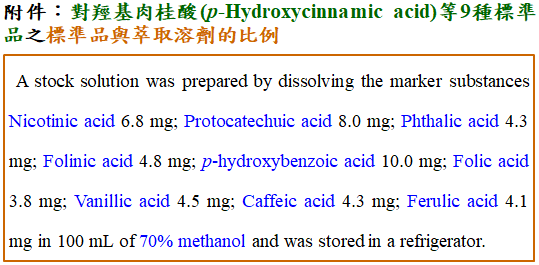 附件：對羥基肉桂酸(p-Hydroxycinnamic acid)等9種標準
品之標準品與萃取溶劑的比例
A stock solution was prepared by dissolving the marker substances
Nicotinic acid 6.8 mg; Protocatechuic acid 8.0 mg; Phthalic acid 4.3
mg; Folinic acid 4.8 mg; p-hydroxybenzoic acid 10.0 mg; Folic acid
3.8 mg; Vanillic acid 4.5 mg; Caffeic acid 4.3 mg; Ferulic acid 4.1
mg in 100 mL of 70% methanol and was stored in a refrigerator.